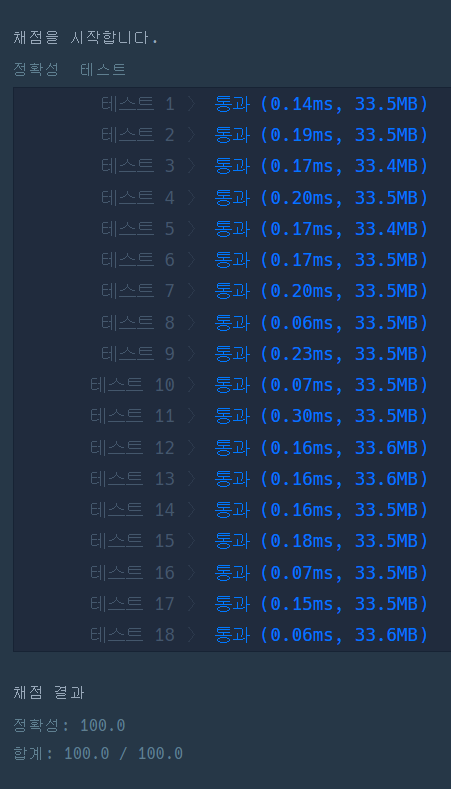 채점을 시작합니다.
정확성 테스트
테스트 1 〉 통과 (0.14ms, 33.5MB)
테스트 2 〉 통과 (0.19ms, 33.5MB)
테스트 3 〉 통과 (0.17ms, 33.4MB)
테스트 4 〉 통과 (0.20ms, 33.5MB)
테스트 5 〉 통과 (0.17ms, 33.4MB)
테스트 6 〉 통과 (0.17ms, 33.5MB)
테스트 7 〉 통과 (0.20ms, 33.5MB)
테스트 8 〉 통과 (0.06ms, 33.5MB)
테스트 9 〉 통과 (0.23ms, 33.5MB)
테스트 10 〉 통과 (0.07ms, 33.5MB)
테스트 11 〉 통과 (0.30ms, 33.5MB)
테스트 12 〉 통과 (0.16ms, 33.6MB)
테스트 13 〉 통과 (0.16ms, 33.6MB)
테스트 14 〉 통과 (0.16ms, 33.5MB)
테스트 15 〉 통과 (0.18ms, 33.5MB)
테스트 16 〉 통과 (0.07ms, 33.5MB)
테스트 17 〉 통과 (0.15ms, 33.5MB)
테스트 18 〉 통과 (0.06ms, 33.6MB)
채점 결과
정확성: 100.0
합계: 100.0 / 100.0